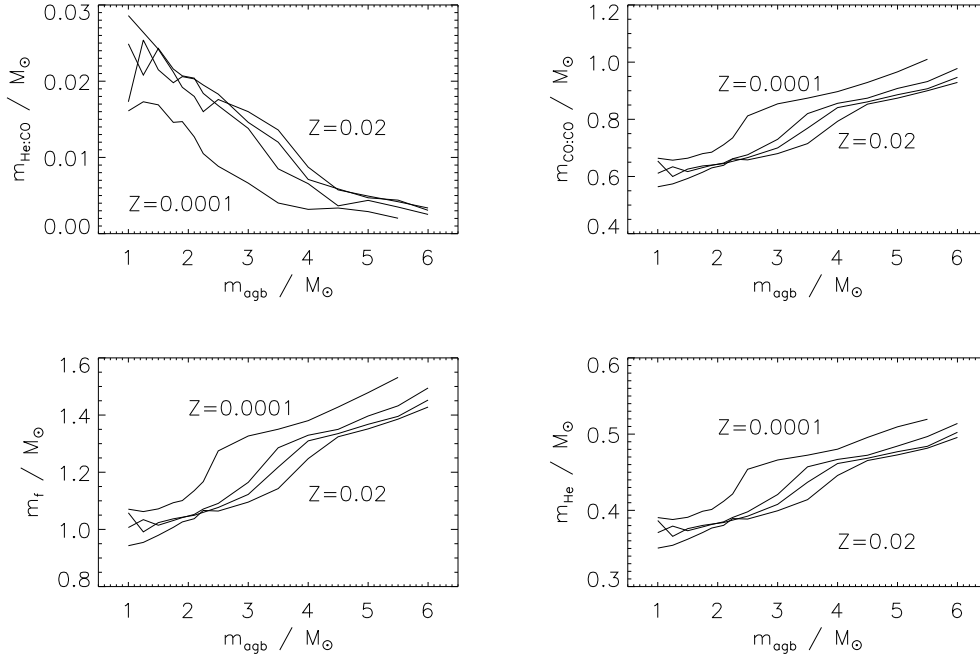 0.03
0.02
0.01
0.00
m_He:CO / M_⊙
Z=0.02
Z=0.0001
1 2 3 4 5 6
m_agb / M_⊙
1.2
1.0
0.8
0.6
0.4
m_CO:CO / M_⊙
Z=0.0001
Z=0.02
1 2 3 4 5 6
m_agb / M_⊙
1.6
1.4
1.2
1.0
0.8
m_f / M_⊙
Z=0.0001
Z=0.02
1 2 3 4 5 6
m_agb / M_⊙
0.6
0.5
0.4
0.3
m_He / M_⊙
Z=0.0001
Z=0.02
1 2 3 4 5 6
m_agb / M_⊙